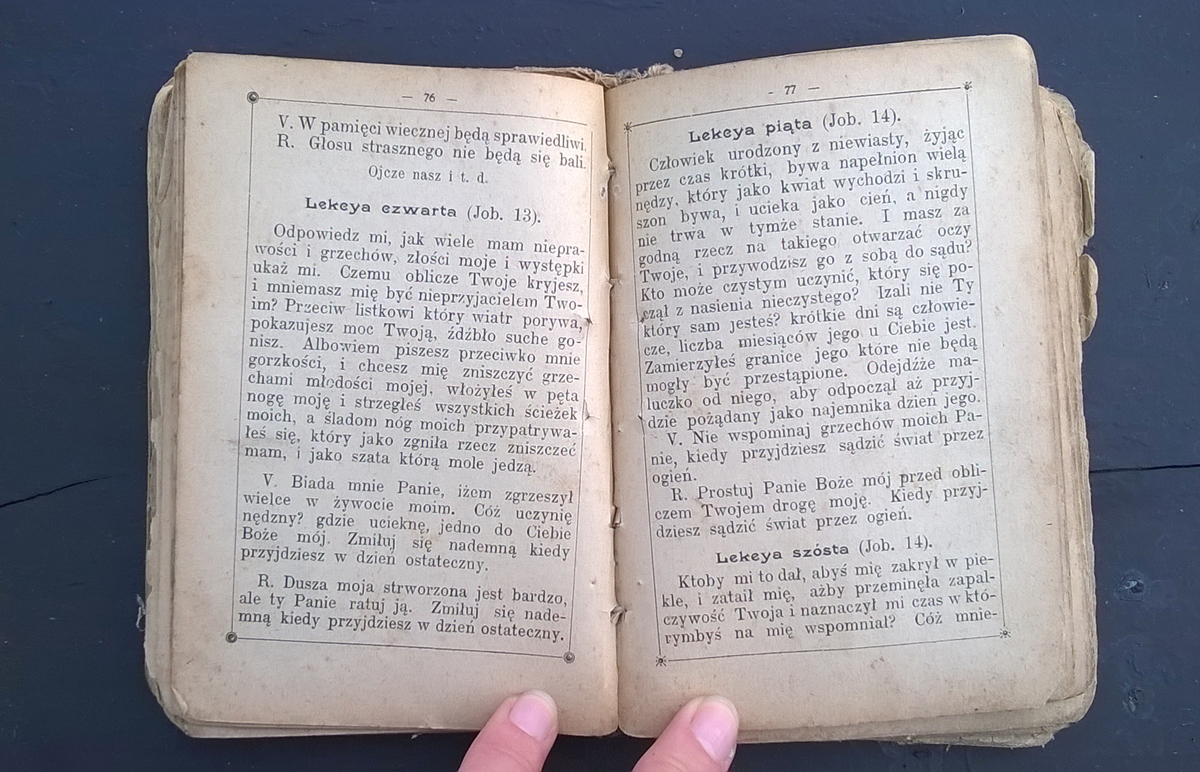 — 76 —
V. W pamięci wiecznej będą sprawiedliwi.
R. Głosu strasznego nie będą się bali.
Ojcze nasz i t. d.
Lekcya czwarta (Job. 13).
Odpowiedz mi, jak wiele mam niepra-
wości i grzechów, złości moje i występki
ukaż mi. Czemu oblicze Twoje kryjesz,
i mniemasz mię być nieprzyjacielem Two-
im? Przeciw listkowi który wiatr porywa,
pokazujesz moc Twoją, źdźbło suche go-
nisz. Albowiem piszesz przeciwko mnie
gorzkości, i chcesz mię zniszczyć grze-
chami młodości mojej. włożyłeś w pęta
nogę moję i strzegłeś wszystkich ścieżek
moich, a śladom nóg moich przypatrywa-
łeś się, który jako zgniła rzecz zniszczeć
mam, i jako szata którą mole jedzą.
V. Biada mnie Panie, iżem zgrzeszył
wielce w żywocie moim. Cóż uczynię
nędzny? gdzie ucieknę, jedno do Ciebie
Boże mój. Zmiłuj się nademną kiedy
przyjdziesz w dzień ostateczny.
R. Dusza moja strworzona jest bardzo,
ale ty Panie ratuj ją. Zmiłuj się nade-
mną kiedy przyjdziesz w dzień ostateczny.
- 77 —
Lekcya piąta (Job. 14).
Człowiek urodzony z niewiasty, żyjąc
przez czas krótki, bywa napełnion wielą
nędzy, który jako kwiat wychodzi i skru-
szon bywa, i ucieka jako cień, a nigdy
nie trwa w tymże stanie. I masz za
godną rzecz na takiego otwarzać oczy
Twoje, i przywodzisz go z sobą do sądu?
Kto może czystym uczynić, który się po-
czął z nasienia nieczystego? Izali nie Ty
który sam jesteś? krótkie dni są człowie-
cze, liczba miesiąców jego u Ciebie jest.
Zamierzyłeś granice jego które nie będą
mogły być przestąpione. Odejdźże ma-
luczko od niego, aby odpoczął aż przyj-
dzie pożądany jako najemnika dzień jego.
V. Nie wspominaj grzechów moich Pa-
nie, kiedy przyjdziesz sądzić świat przez
ogień.
R. Prostuj Panie Boże mój przed obli-
czem Twojem drogę moję. Kiedy przyj-
dziesz sądzić świat przez ogień.
Lekcya szósta (Job. 14).
Ktoby mi to dał, abyś mię zakrył w pie-
kle, i zataił mię, ażby przeminęła zapal-
czywość Twoja i naznaczył mi czas w któ-
rymbyś na mię wspomniał? Cóż mnie-